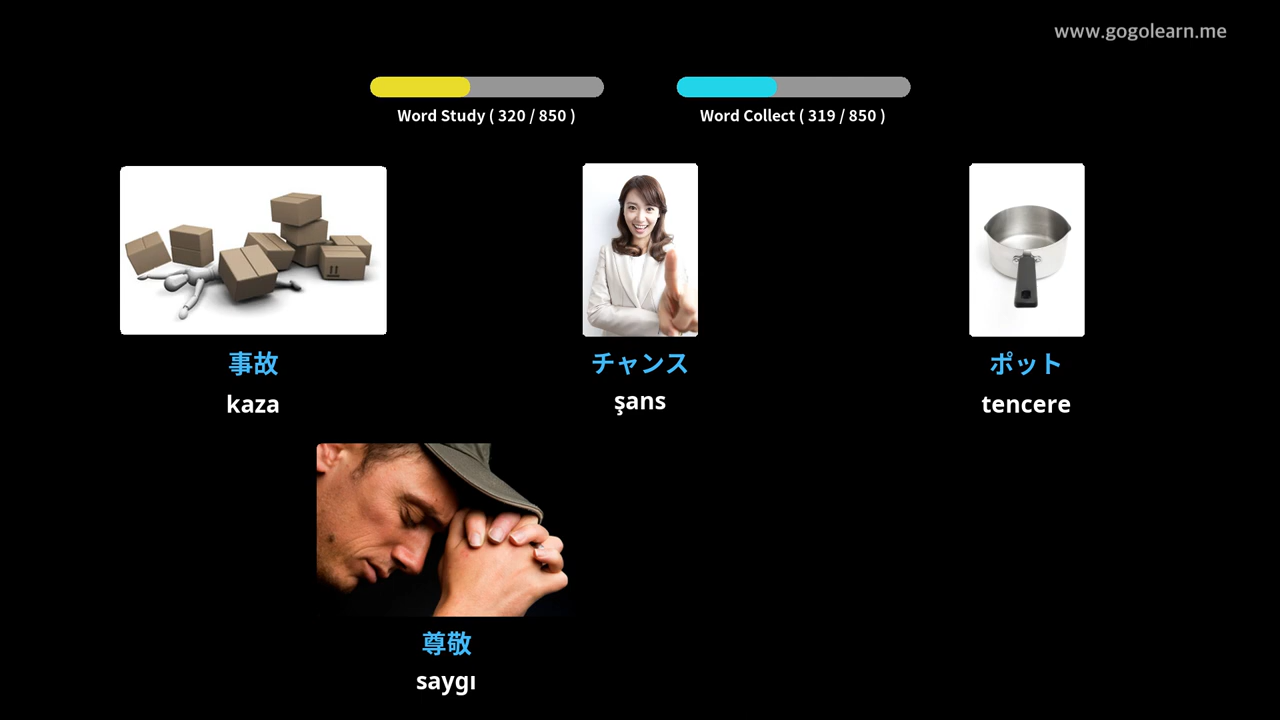 www.gogolearn.me
Word Study ( 320 / 850 )
Word Collect ( 319 / 850 )
事故
kaza
チャンス
şans
ポット
tencere
尊敬
saygı